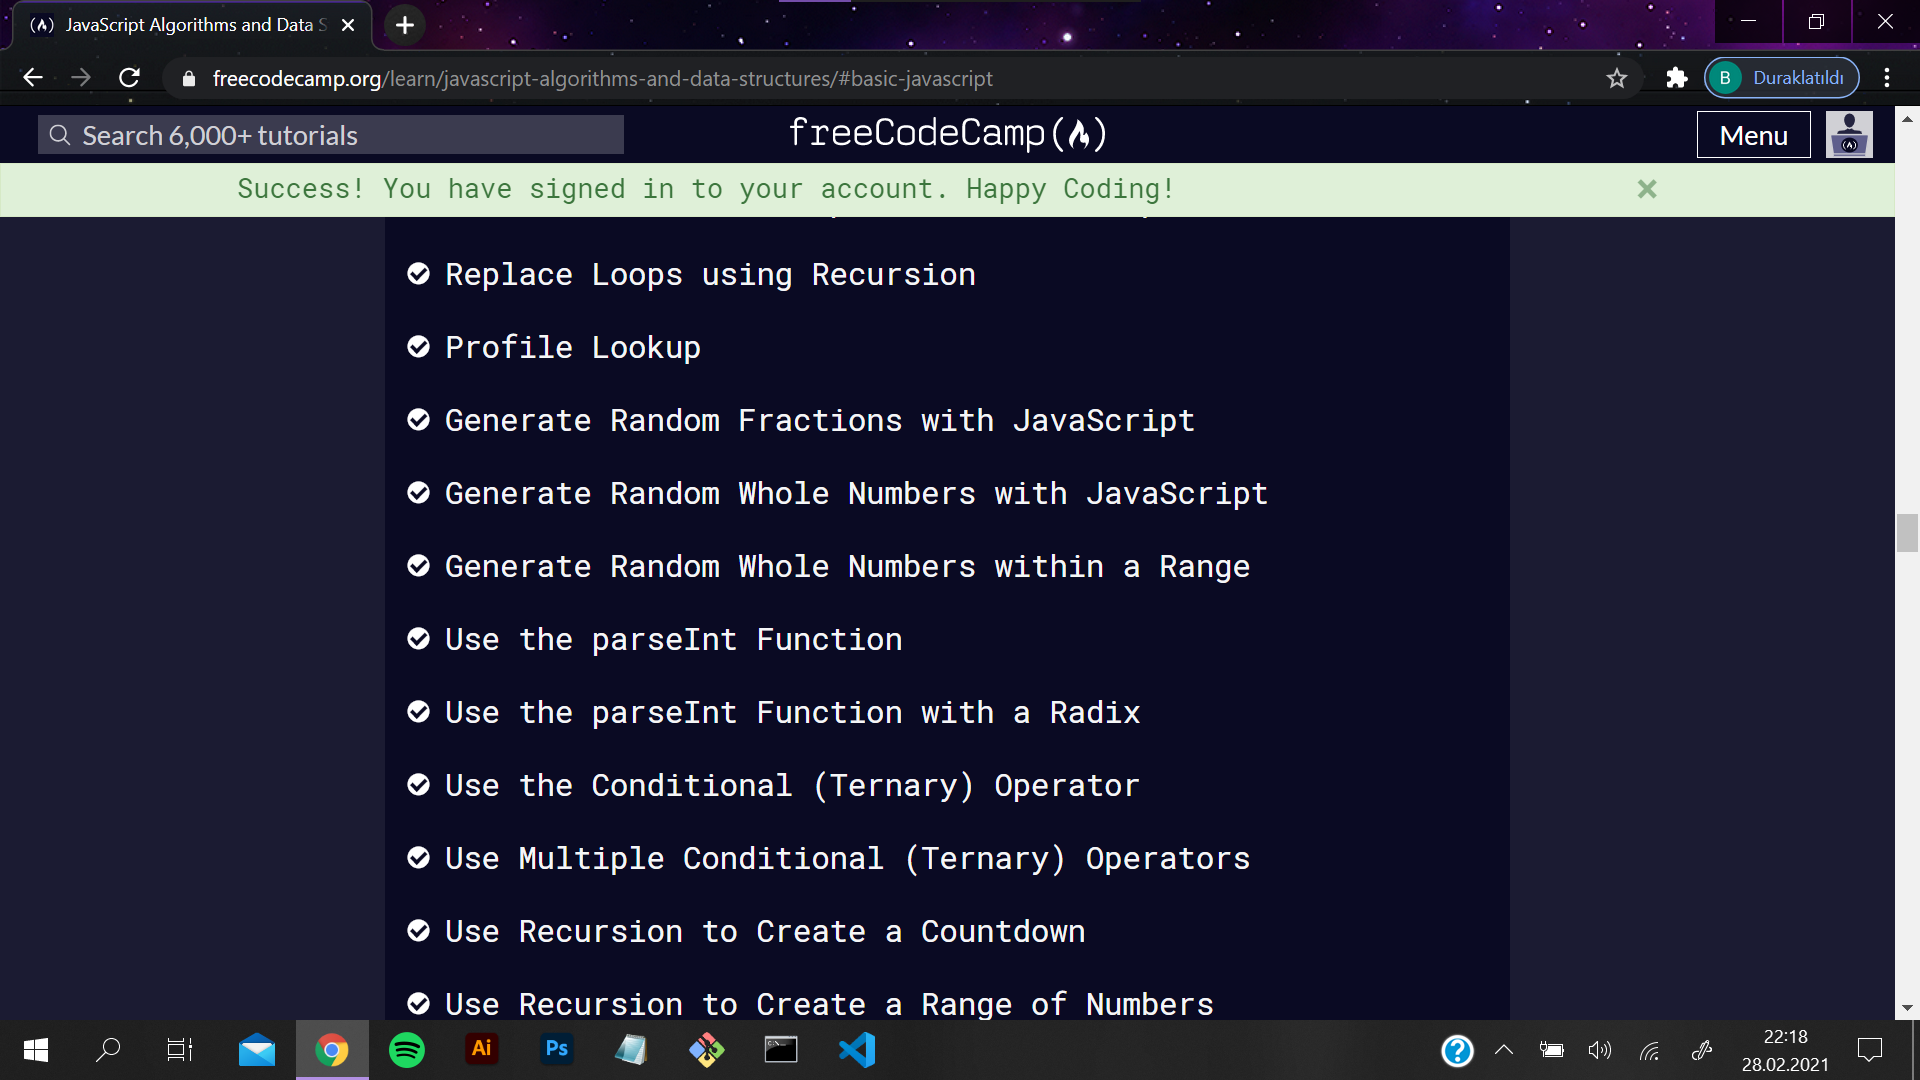 JavaScript Algorithms and Data S
freecodecamp.org/learn/javascript-algorithms-and-data-structures/#basic-javascript
B Duraklatıldı
Search 6,000+ tutorials
freeCodeCamp
Menu
Success! You have signed in to your account. Happy Coding!
Replace Loops using Recursion
Profile Lookup
Generate Random Fractions with JavaScript
Generate Random Whole Numbers with JavaScript
Generate Random Whole Numbers within a Range
Use the parseInt Function
Use the parseInt Function with a Radix
Use the Conditional (Ternary) Operator
Use Multiple Conditional (Ternary) Operators
Use Recursion to Create a Countdown
Use Recursion to Create a Range of Numbers
Ai
Ps
22:18
28.02.2021